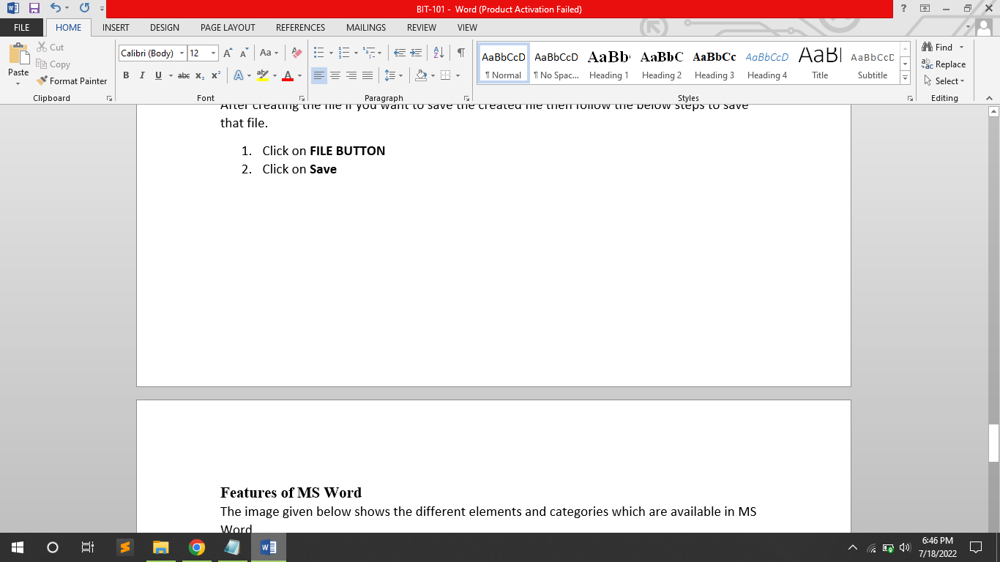 BIT-101 - Word (Product Activation Failed)
FILE HOME INSERT DESIGN PAGE LAYOUT REFERENCES MAILINGS REVIEW VIEW
Paste
Cut
Copy
Format Painter
Clipboard
Calibri (Body) 12
Aa
B I U abc x₂ x²
Font
Paragraph
AaBbCcD
¶ Normal
AaBbCcD
¶ No Spac...
AaBb
Heading 1
AaBbC
Heading 2
AaBbCc
Heading 3
AaBbCcD
Heading 4
AaB
Title
AaBbCcD
Subtitle
Styles
Find
Replace
Select
Editing
After creating the file if you want to save the created file then follow the below steps to save
that file.
1. Click on FILE BUTTON
2. Click on Save
Features of MS Word
The image given below shows the different elements and categories which are available in MS
Word
6:46 PM
7/18/2022